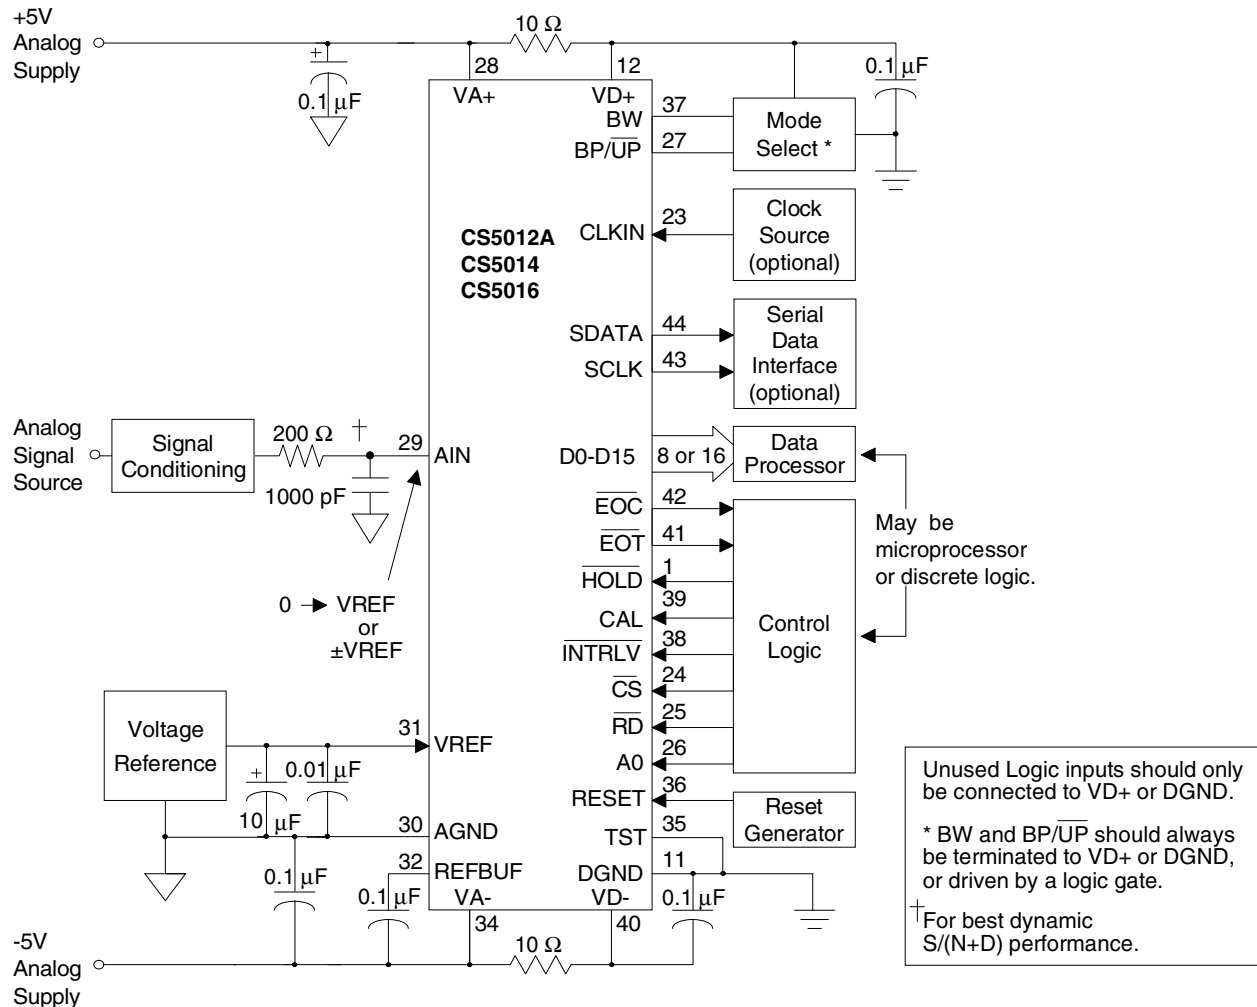 +5V
Analog
Supply
+
0.1 µF
28
VA+
10 Ω
12
VD+
0.1 µF
BW
37
BP/UP
27
Mode
Select *
CS5012A
CS5014
CS5016
CLKIN
23
Clock
Source
(optional)
SDATA
44
SCLK
43
Serial
Data
Interface
(optional)
Analog
Signal
Source
Signal
Conditioning
200 Ω
†
1000 pF
29
AIN
0
VREF
or
±VREF
D0-D15
8 or 16
Data
Processor
EOC
42
EOT
41
HOLD
1
CAL
39
INTRLV
38
CS
24
RD
25
A0
26
Control
Logic
May be
microprocessor
or discrete logic.
RESET
36
Reset
Generator
TST
35
DGND
11
Voltage
Reference
31
VREF
+
10 µF
0.01 µF
30
AGND
32
REFBUF
0.1 µF
0.1 µF
VA-
34
VD-
40
0.1 µF
10 Ω
-5V
Analog
Supply
Unused Logic inputs should only
be connected to VD+ or DGND.
* BW and BP/UP should always
be terminated to VD+ or DGND,
or driven by a logic gate.
†For best dynamic
S/(N+D) performance.